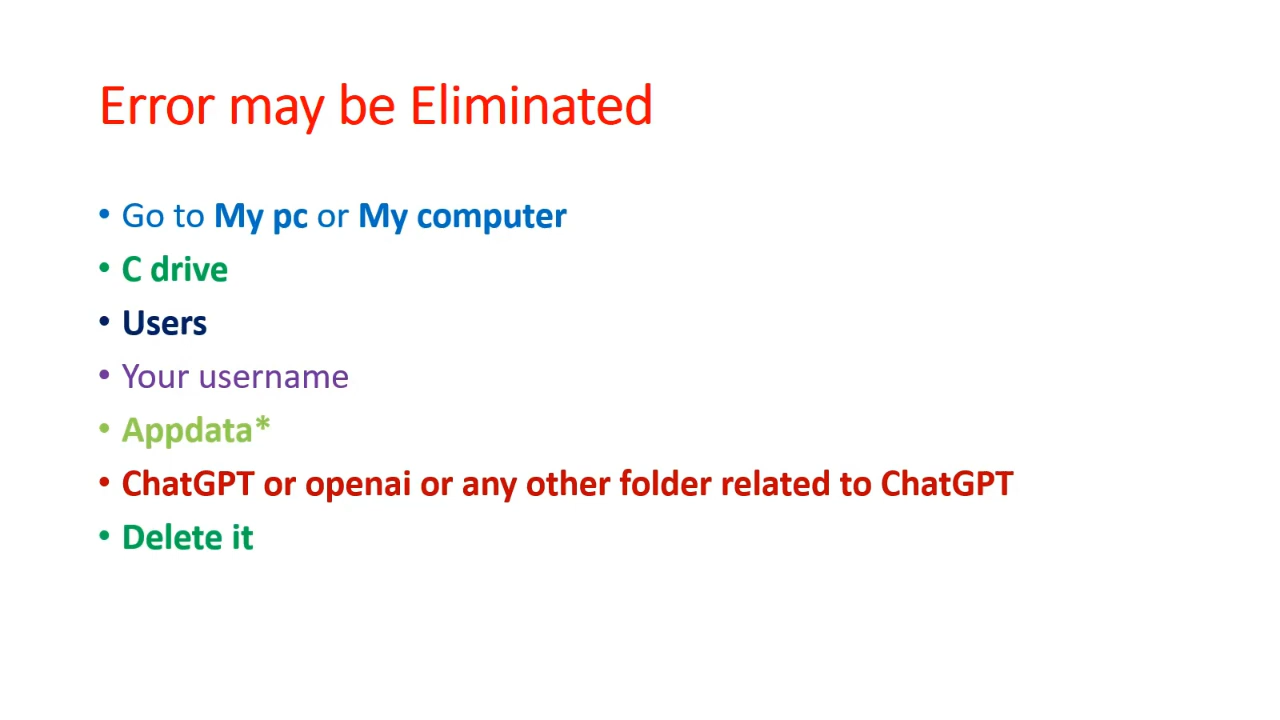 Error may be Eliminated
• Go to My pc or My computer
• C drive
• Users
• Your username
• Appdata*
• ChatGPT or openai or any other folder related to ChatGPT
• Delete it